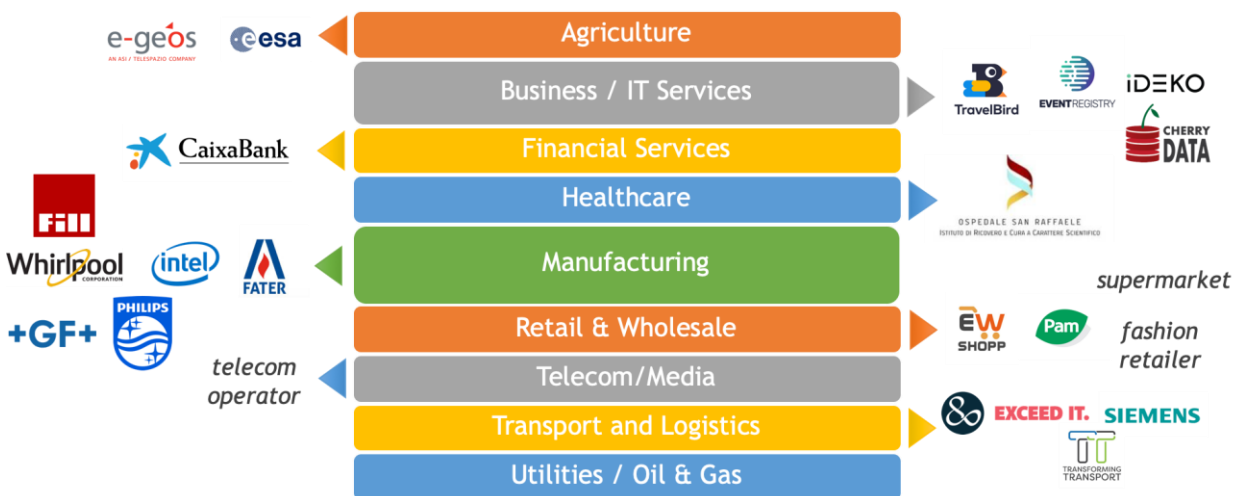 e-geos
AN ASI / TELESPAZIO COMPANY
esa
Agriculture
Business / IT Services
TravelBird
EVENTREGISTRY
iDEKO
CHERRY
DATA
CaixaBank
Financial Services
Healthcare
OSPEDALE SAN RAFFAELE
ISTITUTO DI RICOVERO E CURA A CARATTERE SCIENTIFICO
Fill
Whirlpool
CORPORATION
intel
FATER
Manufacturing
+GF+
PHILIPS
supermarket
Retail & Wholesale
EW
SHOPP
Pam
fashion
retailer
telecom
operator
Telecom/Media
Transport and Logistics
&
EXCEED IT.
SIEMENS
TT
TRANSFORMING
TRANSPORT
Utilities / Oil & Gas